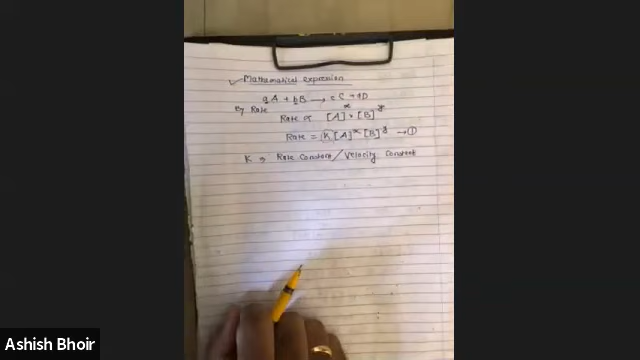 Mathematical expression
aA + bB → cC + dD
By Rate
Rate ∝ [A]^x × [B]^y
Rate = K[A]^x [B]^y → ①
K ⇒ Rate Constant / Velocity Constant
Ashish Bhoir